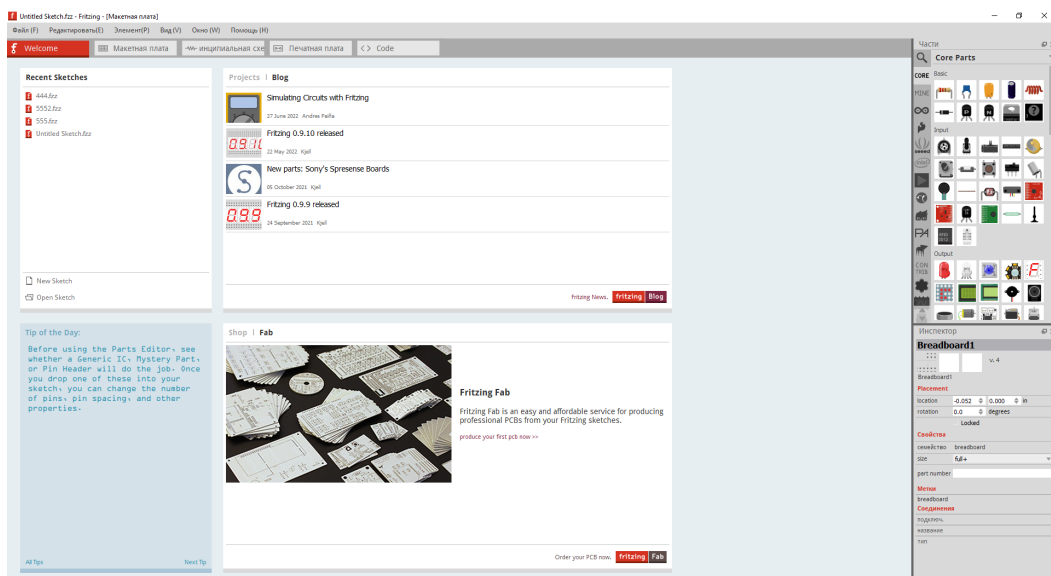 Untitled Sketch.fzz - Fritzing - [Макетная плата]
Файл (F) Редактировать(E) Элемент(P) Вид(V) Окно (W) Помощь (H)
Welcome
Макетная плата
инципиальная схе
Печатная плата
<> Code
Recent Sketches
444.fzz
5552.fzz
555.fzz
Untitled Sketch.fzz
New Sketch
Open Sketch
Projects | Blog
Simulating Circuits with Fritzing
27 June 2022 Andres Paiña
Fritzing 0.9.10 released
22 May 2022 Kjell
New parts: Sony's Spresense Boards
05 October 2021 Kjell
Fritzing 0.9.9 released
24 September 2021 Kjell
Fritzing News. fritzing Blog
Tip of the Day:
Before using the Parts Editor, see
whether a Generic IC, Mystery Part,
or Pin Header will do the job. Once
you drop one of these into your
sketch, you can change the number
of pins, pin spacing, and other
properties.
All Tips
Next Tip
Shop | Fab
Fritzing Fab
Fritzing Fab is an easy and affordable service for producing
professional PCBs from your Fritzing sketches.
produce your first pcb now >>
Order your PCB now. fritzing Fab
Части
Core Parts
CORE
MINE
Basic
Input
Output
seeed
intel
PA
CON
TRIB
Инспектор
Breadboard1
v. 4
Breadboard1
Placement
location -0.052 0.000 in
rotation 0.0 degrees
Locked
Свойства
семейство breadboard
size full+
part number
Метки
breadboard
Соединения
подключ.
название
тип